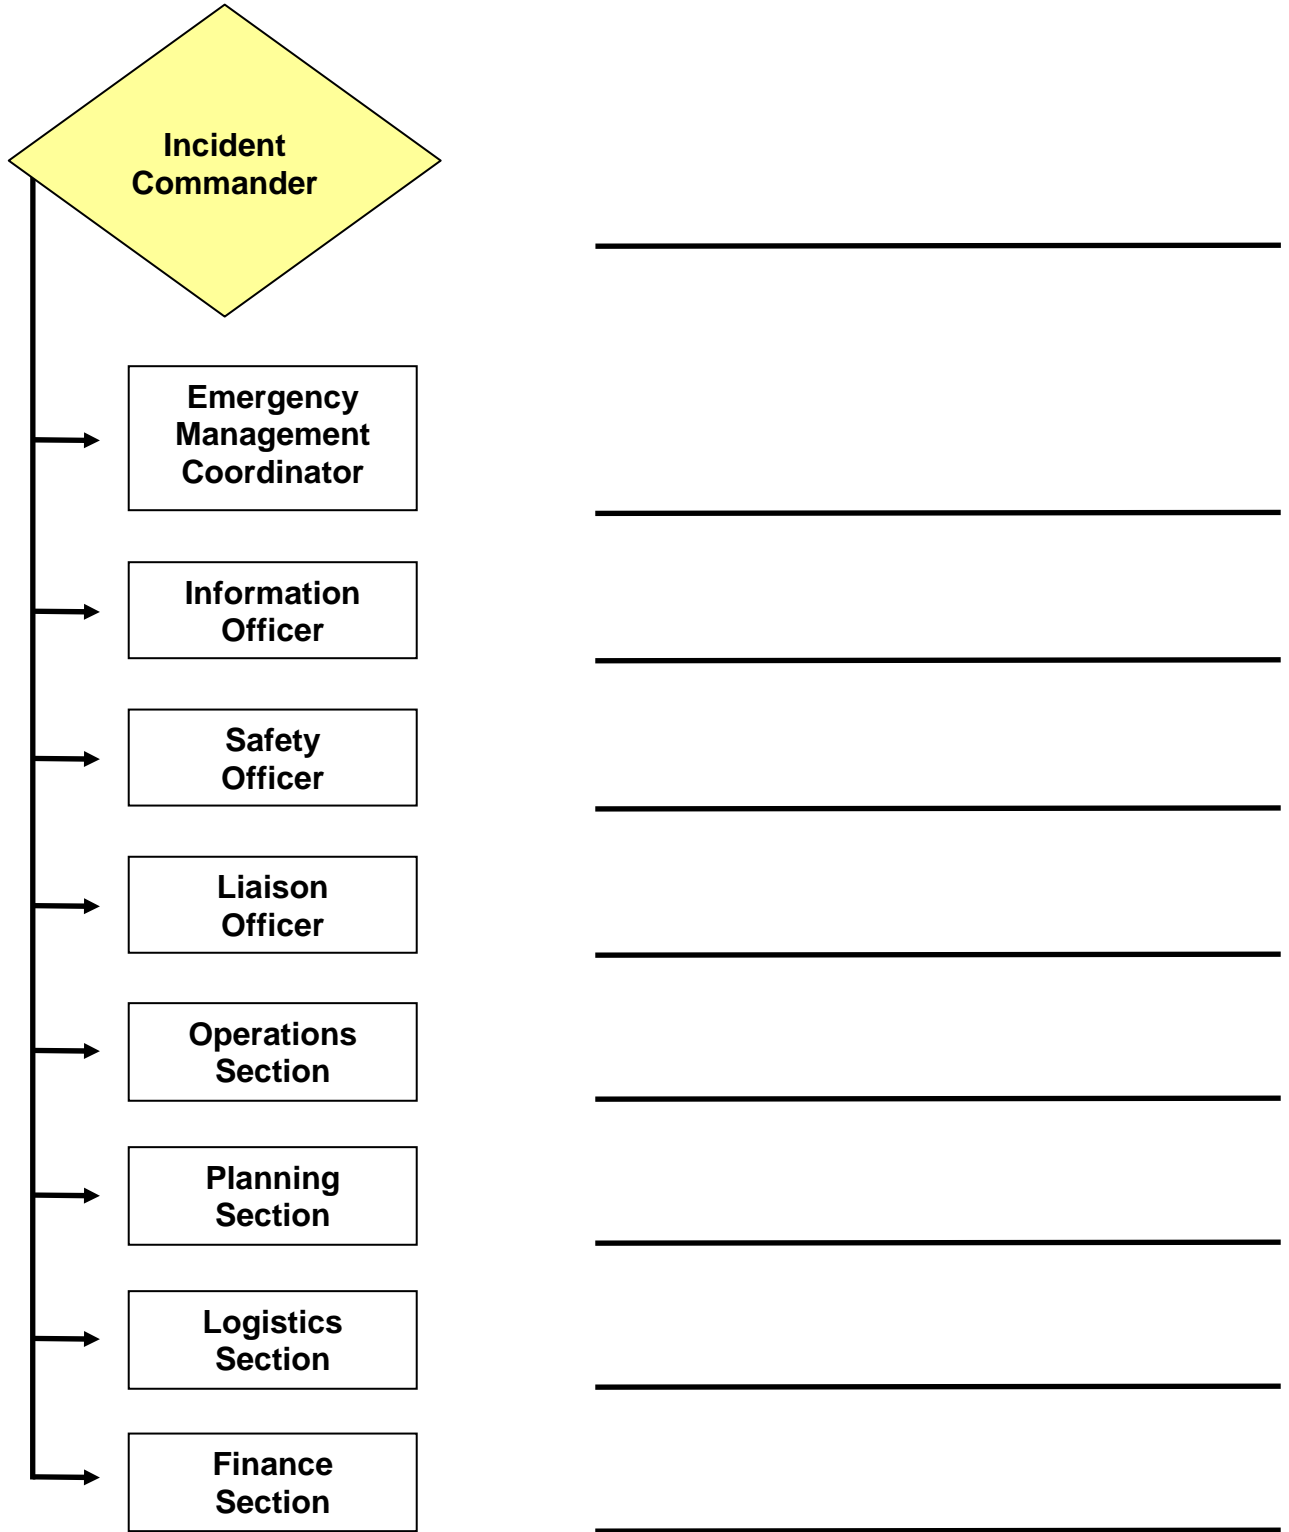 Incident
Commander
Emergency
Management
Coordinator
Information
Officer
Safety
Officer
Liaison
Officer
Operations
Section
Planning
Section
Logistics
Section
Finance
Section